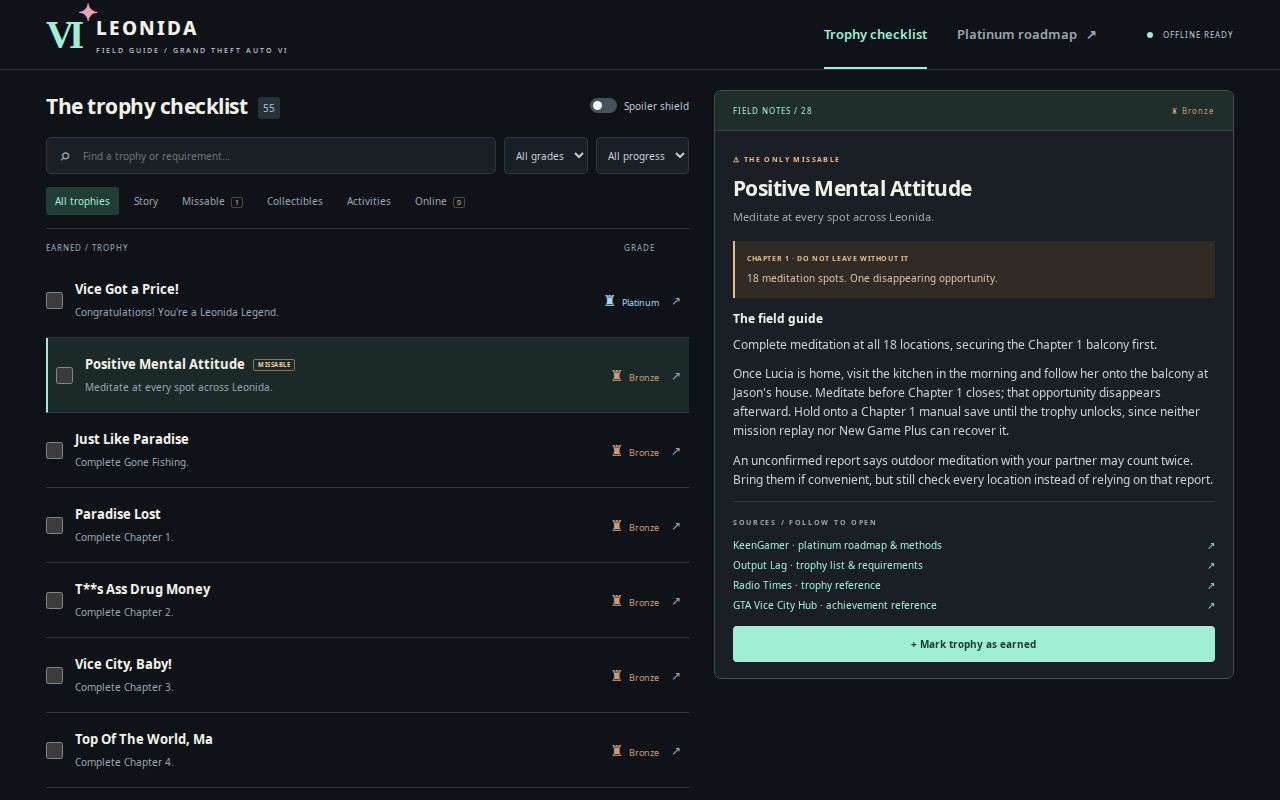 VI LEONIDA
FIELD GUIDE / GRAND THEFT AUTO VI
Trophy checklist
Platinum roadmap ↗
OFFLINE READY
The trophy checklist 55
Spoiler shield
Find a trophy or requirement...
All grades
All progress
All trophies
Story
Missable 1
Collectibles
Activities
Online 0
EARNED / TROPHY
GRADE
Vice Got a Price!
Congratulations! You're a Leonida Legend.
Platinum ↗
Positive Mental Attitude MISSABLE
Meditate at every spot across Leonida.
Bronze ↗
Just Like Paradise
Complete Gone Fishing.
Bronze ↗
Paradise Lost
Complete Chapter 1.
Bronze ↗
T**s Ass Drug Money
Complete Chapter 2.
Bronze ↗
Vice City, Baby!
Complete Chapter 3.
Bronze ↗
Top Of The World, Ma
Complete Chapter 4.
Bronze ↗
FIELD NOTES / 28
Bronze
⚠ THE ONLY MISSABLE
Positive Mental Attitude
Meditate at every spot across Leonida.
CHAPTER 1 · DO NOT LEAVE WITHOUT IT
18 meditation spots. One disappearing opportunity.
The field guide
Complete meditation at all 18 locations, securing the Chapter 1 balcony first.
Once Lucia is home, visit the kitchen in the morning and follow her onto the balcony at
Jason's house. Meditate before Chapter 1 closes; that opportunity disappears
afterward. Hold onto a Chapter 1 manual save until the trophy unlocks, since neither
mission replay nor New Game Plus can recover it.
An unconfirmed report says outdoor meditation with your partner may count twice.
Bring them if convenient, but still check every location instead of relying on that report.
SOURCES / FOLLOW TO OPEN
KeenGamer · platinum roadmap & methods ↗
Output Lag · trophy list & requirements ↗
Radio Times · trophy reference ↗
GTA Vice City Hub · achievement reference ↗
+ Mark trophy as earned